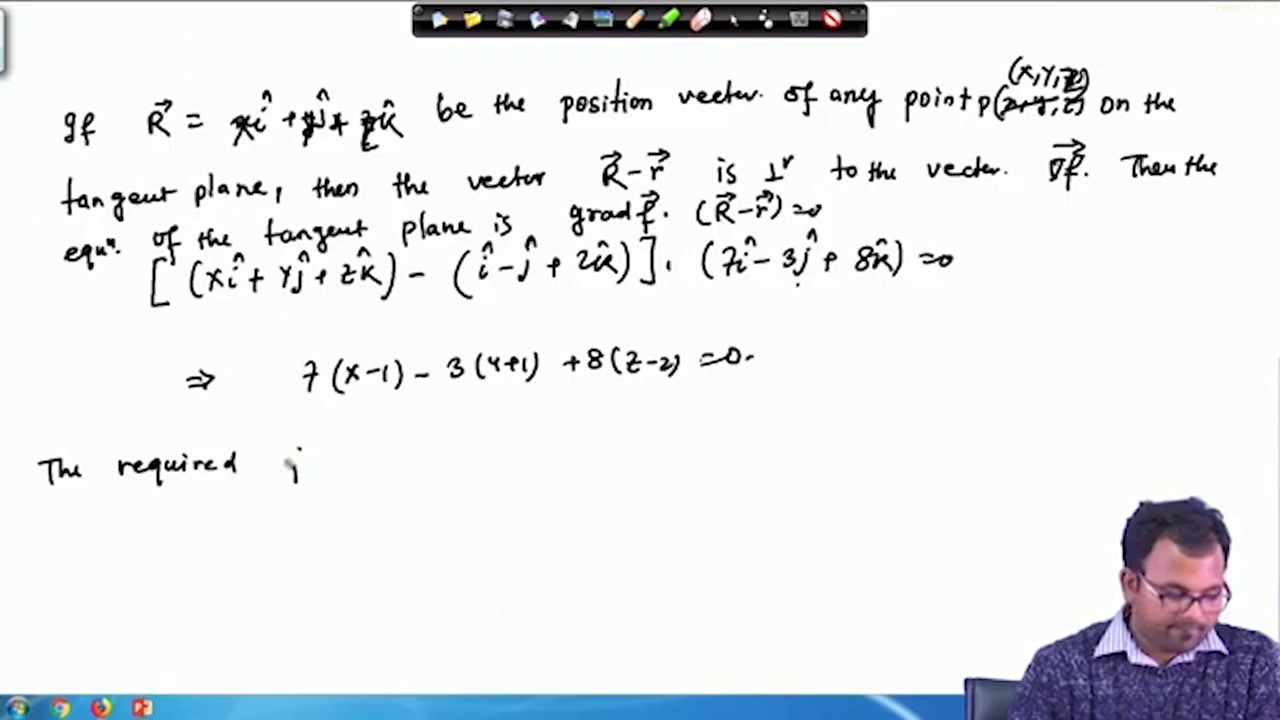 If R⃗ = Xî + Yĵ + Zk̂ be the position vector. of any point P(X,Y,Z) on the
tangent plane, then the vector R⃗ - r⃗ is ⊥ʳ to the vector. ∇f⃗. Then the
equⁿ. of the tangent plane is grad f⃗. (R⃗ - r⃗) = 0
[(Xî + Yĵ + Zk̂) - (î - ĵ + 2k̂)]. (7î - 3ĵ + 8k̂) = 0
⇒ 7(X-1) - 3(Y+1) + 8(Z-2) = 0.
The required